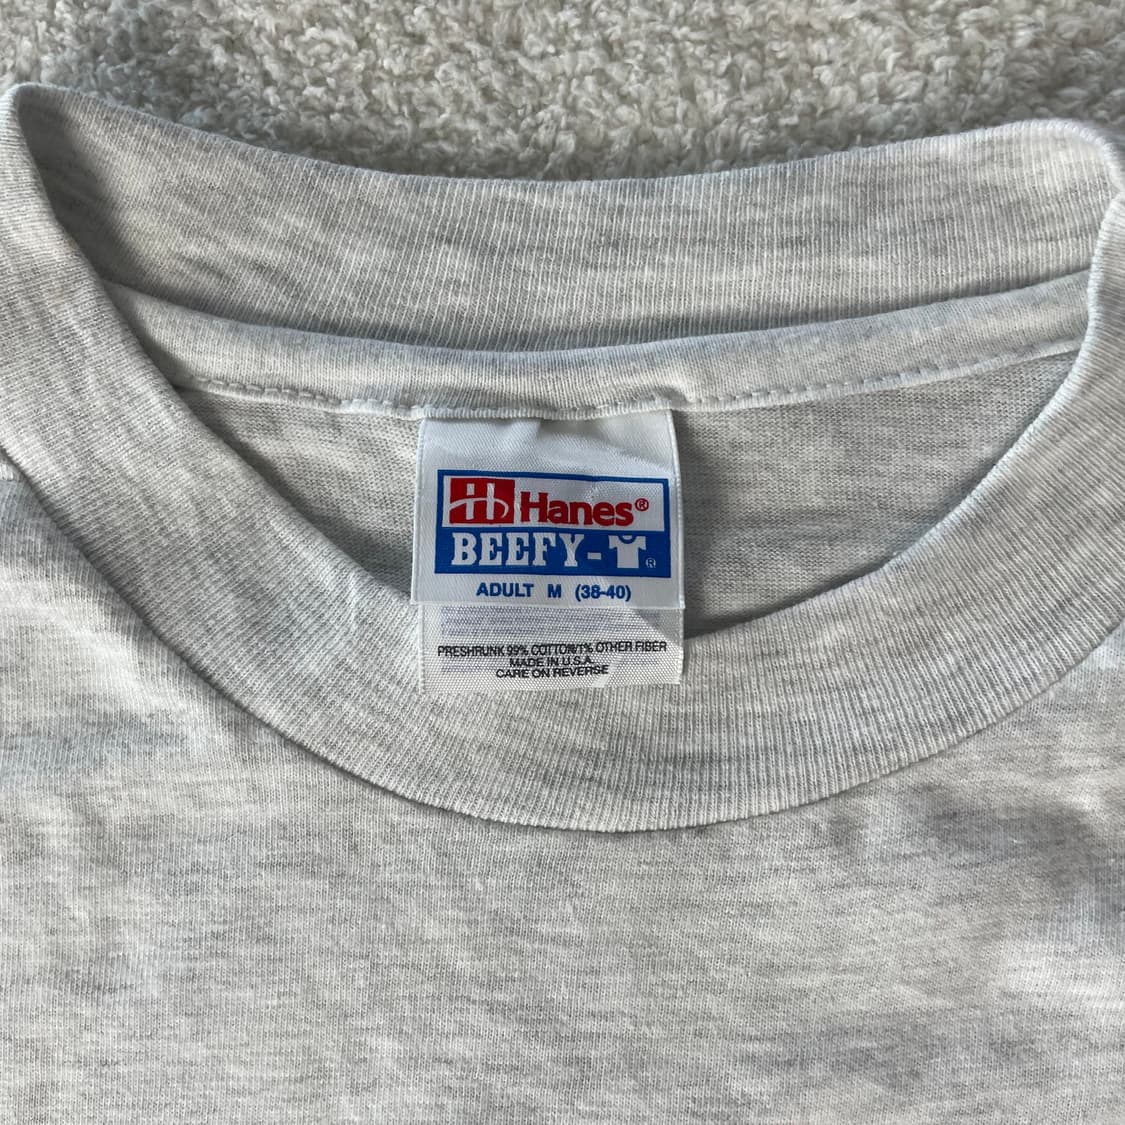 Hanes®
BEEFY-T®
ADULT M (38-40)
PRESHRUNK 99% COTTON/1% OTHER FIBER
MADE IN U.S.A.
CARE ON REVERSE